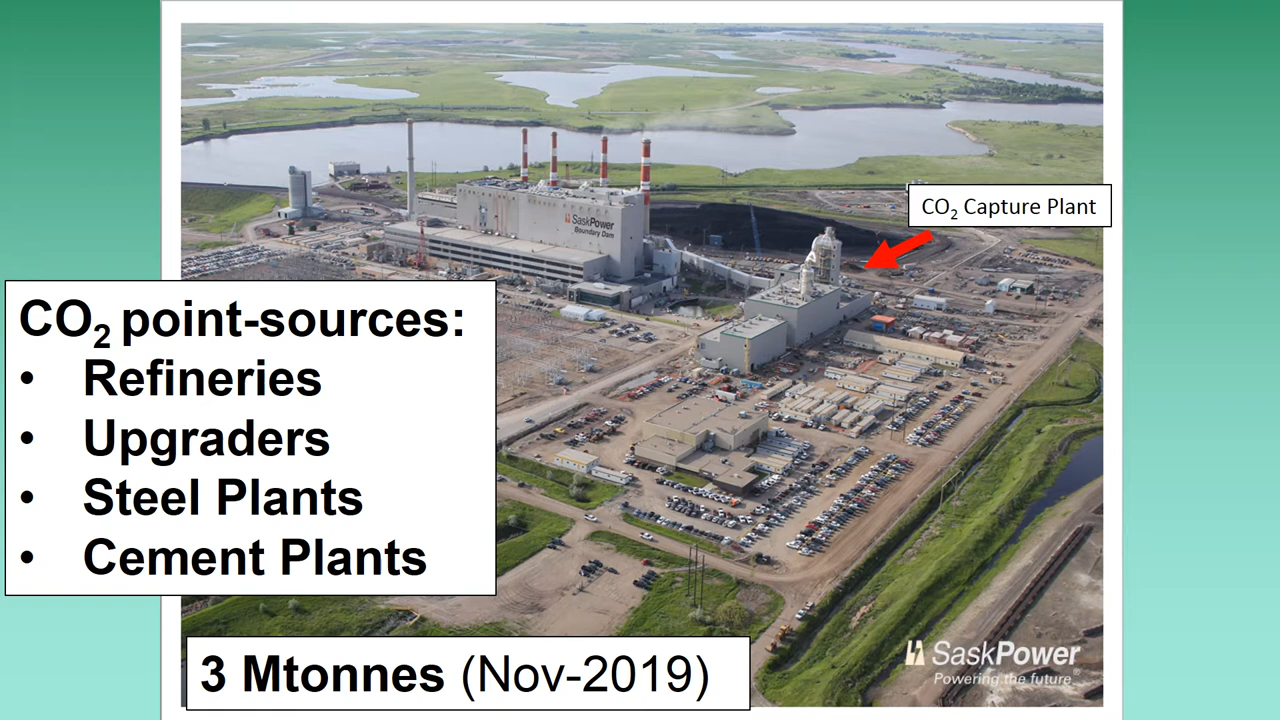 SaskPower
Boundary Dam
CO₂ Capture Plant
CO₂ point-sources:
• Refineries
• Upgraders
• Steel Plants
• Cement Plants
3 Mtonnes (Nov-2019)
SaskPower
Powering the future